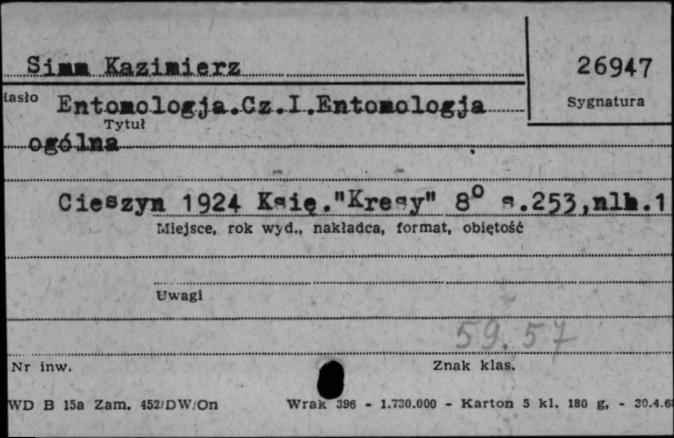 Simm Kazimierz
26947
Hasło
Entomologja.Cz.I.Entomologja
Sygnatura
Tytuł
ogólna
Cieszyn 1924 Księ."Kresy" 8° s.253,nlb.1
Miejsce, rok wyd., nakładca, format, objętość
Uwagi
59.57
Nr inw.
Znak klas.
WD B 15a Zam. 452/DW/On
Wrak 396 - 1.730.000 - Karton 5 kl. 180 g. - 20.4.6